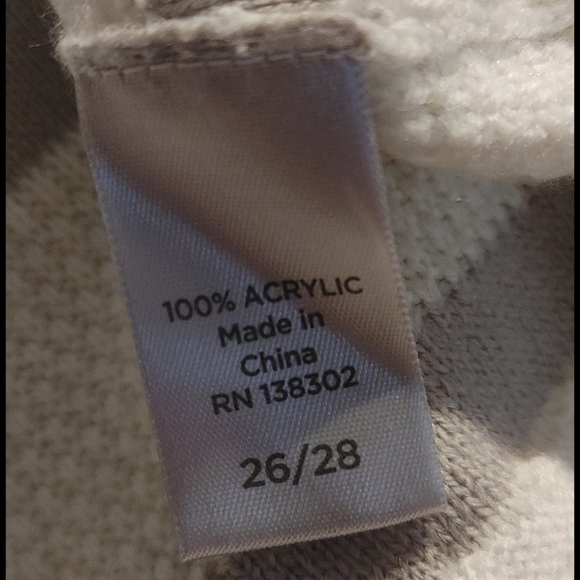 100% ACRYLIC
Made in
China
RN 138302
26/28